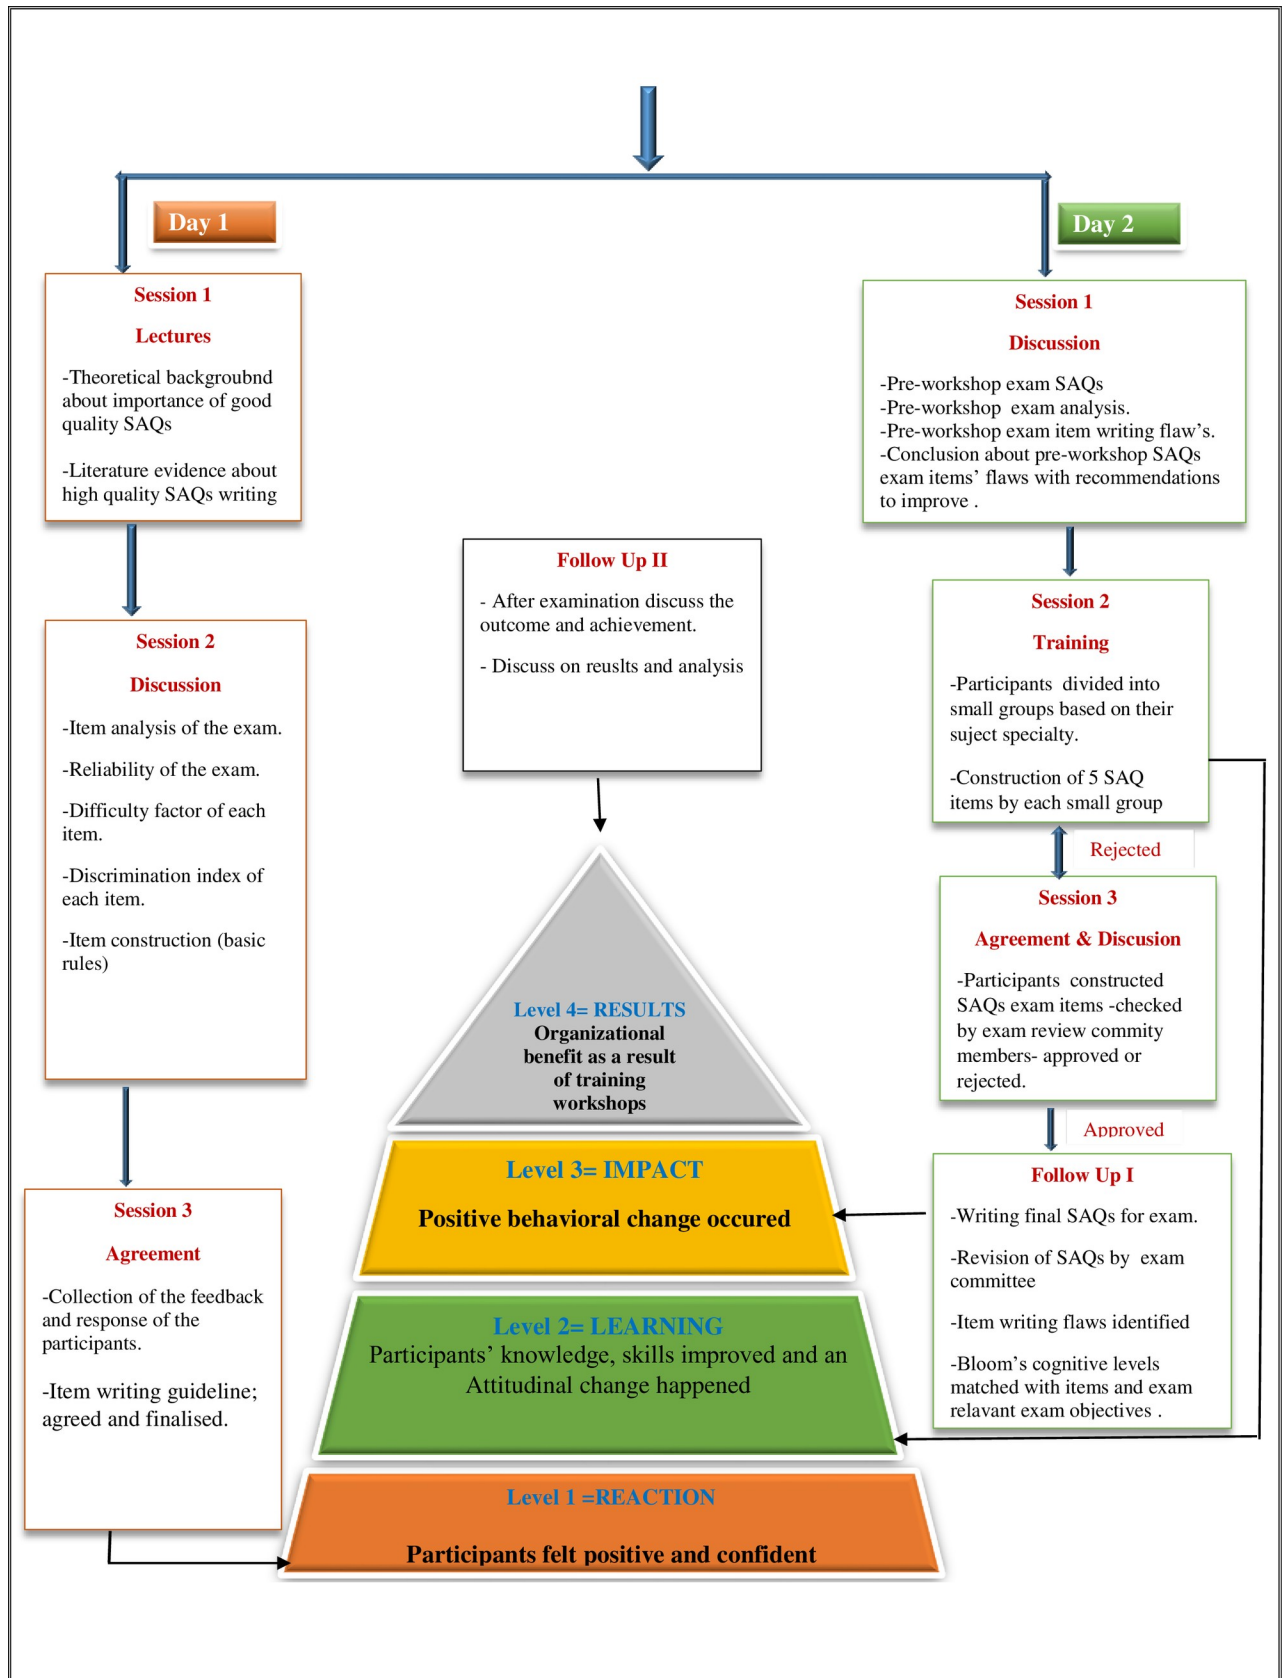 Day 1
Session 1
Lectures
-Theoretical backgroubnd
about importance of good
quality SAQs
-Literature evidence about
high quality SAQs writing
Session 2
Discussion
-Item analysis of the exam.
-Reliability of the exam.
-Difficulty factor of each
item.
-Discrimination index of
each item.
-Item construction (basic
rules)
Session 3
Agreement
-Collection of the feedback
and response of the
participants.
-Item writing guideline;
agreed and finalised.
Follow Up II
- After examination discuss the
outcome and achievement.
- Discuss on reuslts and analysis
Level 4= RESULTS
Organizational
benefit as a result
of training
workshops
Level 3= IMPACT
Positive behavioral change occured
Level 2= LEARNING
Participants’ knowledge, skills improved and an
Attitudinal change happened
Level 1 =REACTION
Participants felt positive and confident
Day 2
Session 1
Discussion
-Pre-workshop exam SAQs
-Pre-workshop exam analysis.
-Pre-workshop exam item writing flaw’s.
-Conclusion about pre-workshop SAQs
exam items’ flaws with recommendations
to improve .
Session 2
Training
-Participants divided into
small groups based on their
suject specialty.
-Construction of 5 SAQ
items by each small group
Rejected
Session 3
Agreement & Discusion
-Participants constructed
SAQs exam items -checked
by exam review commity
members- approved or
rejected.
Approved
Follow Up I
-Writing final SAQs for exam.
-Revision of SAQs by exam
committee
-Item writing flaws identified
-Bloom’s cognitive levels
matched with items and exam
relavant exam objectives .